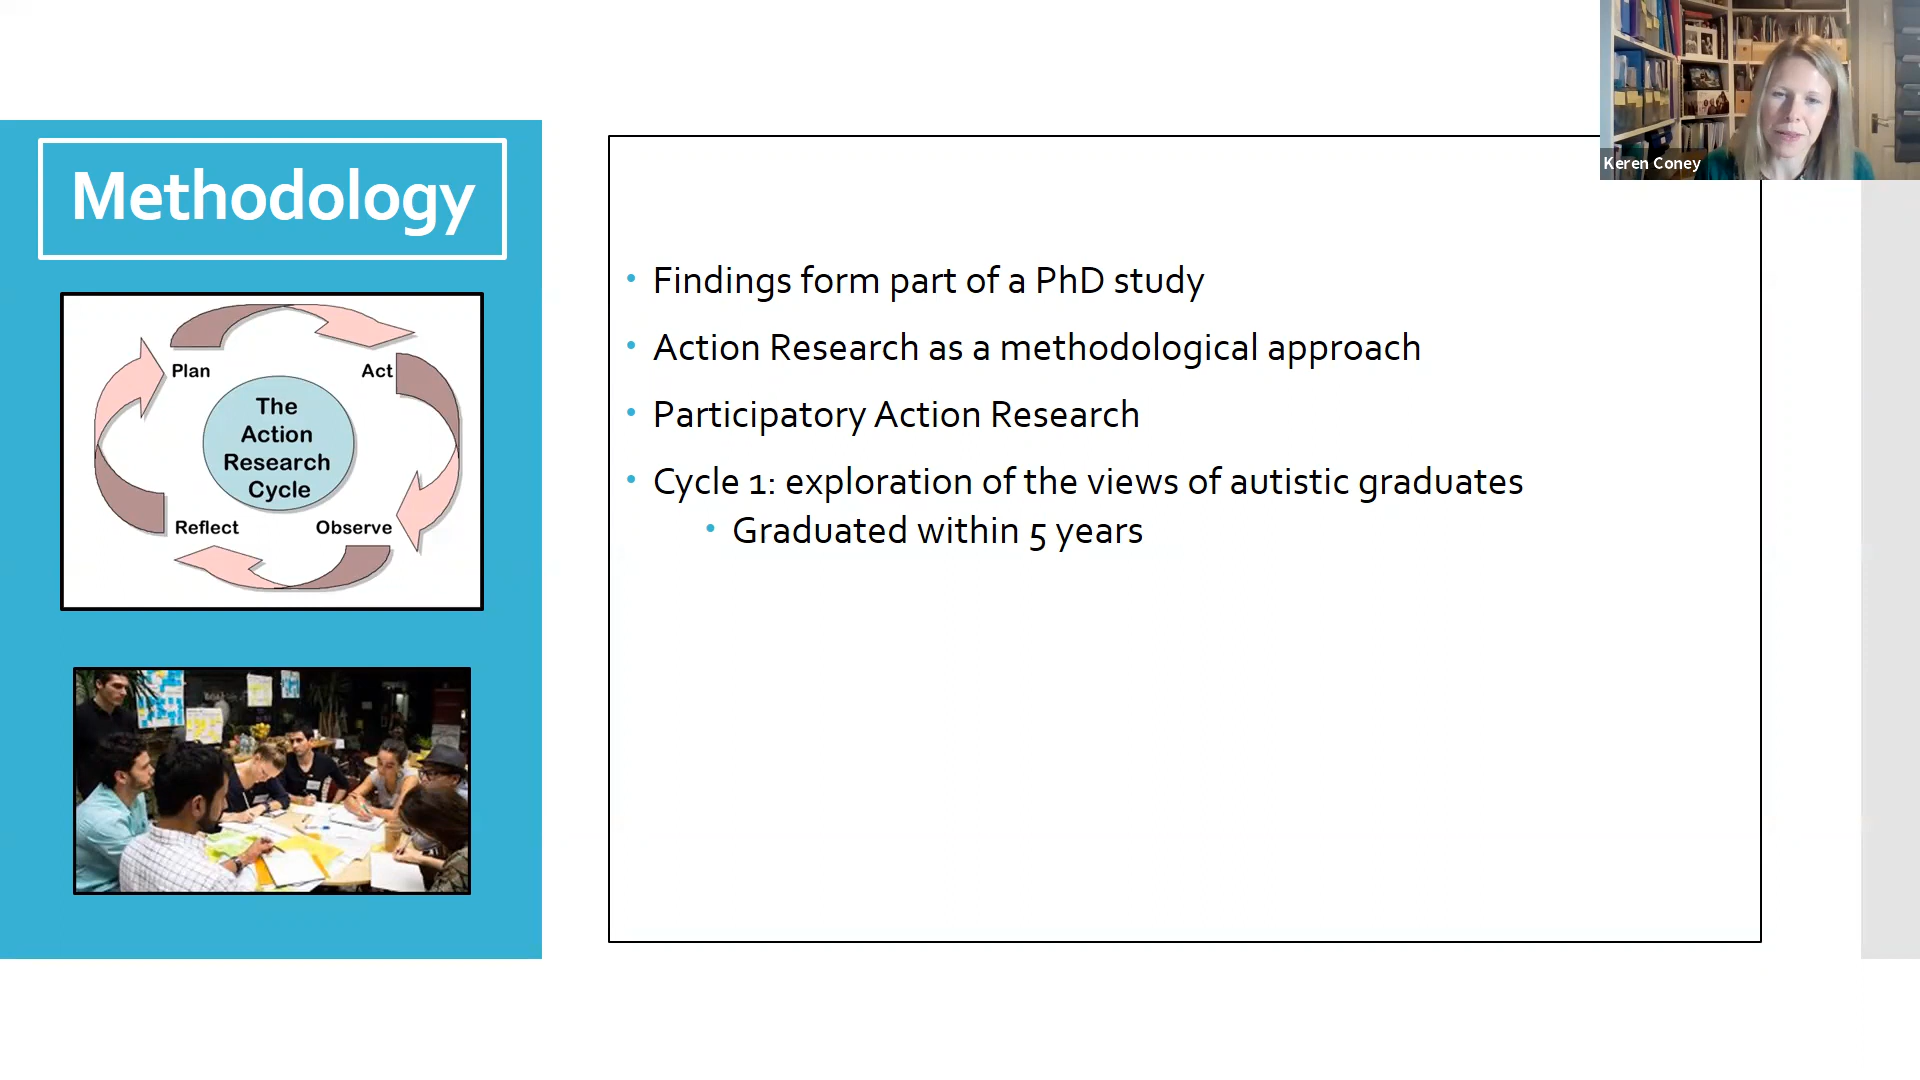 Methodology
Plan
Act
The
Action
Research
Cycle
Reflect
Observe
Findings form part of a PhD study
Action Research as a methodological approach
Participatory Action Research
Cycle 1: exploration of the views of autistic graduates
Graduated within 5 years
Keren Coney